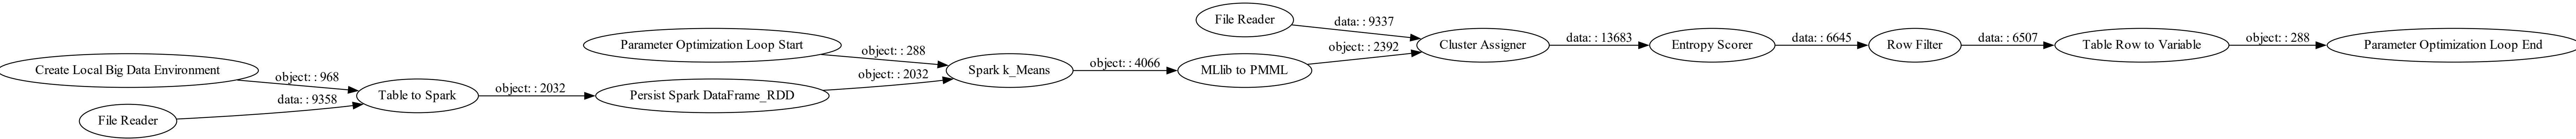 Create Local Big Data Environment
object: : 968
File Reader
data: : 9358
Table to Spark
object: : 2032
Parameter Optimization Loop Start
object: : 288
Persist Spark DataFrame_RDD
object: : 2032
Spark k_Means
object: : 4066
MLlib to PMML
object: : 2392
File Reader
data: : 9337
Cluster Assigner
data: : 13683
Entropy Scorer
data: : 6645
Row Filter
data: : 6507
Table Row to Variable
object: : 288
Parameter Optimization Loop End